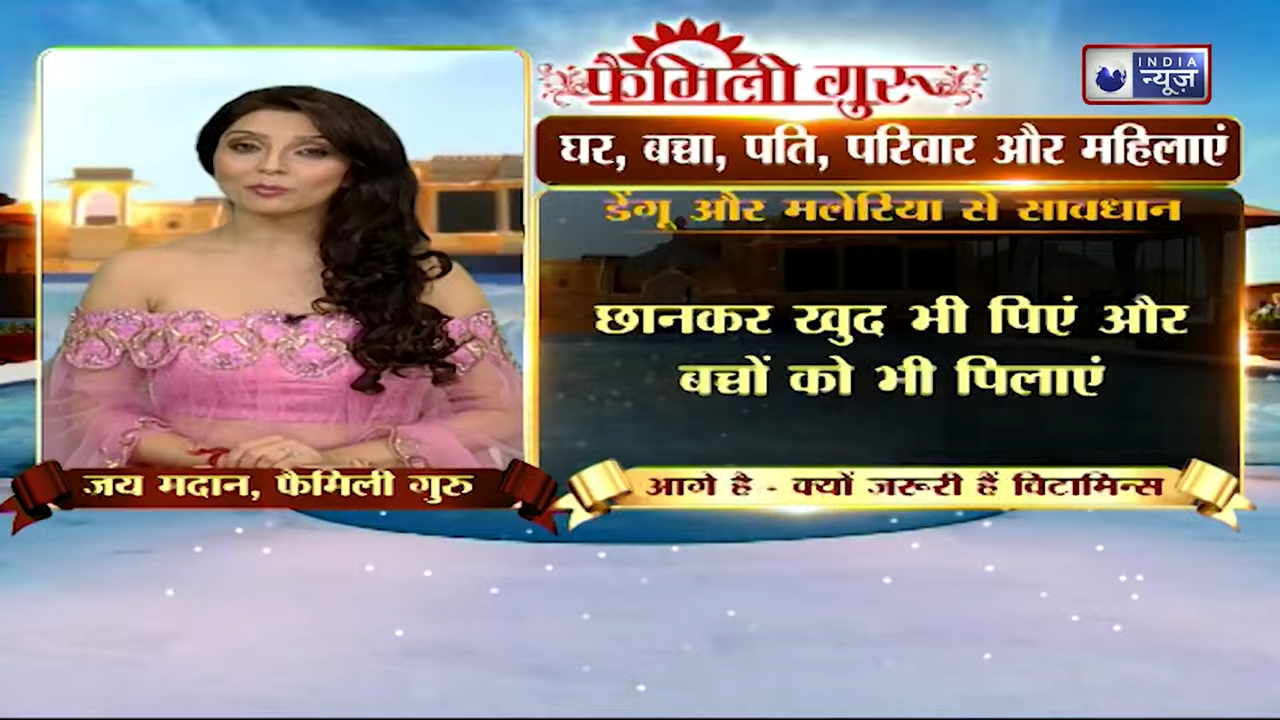 फैमिली गुरू
INDIA
न्यूज़
घर, बच्चा, पति, परिवार और महिलाएं
डेंगू और मलेरिया से सावधान
छानकर खुद भी पिएं और
बच्चों को भी पिलाएं
जय मदान, फैमिली गुरु
आगे है - क्यों जरूरी हैं विटामिन्स